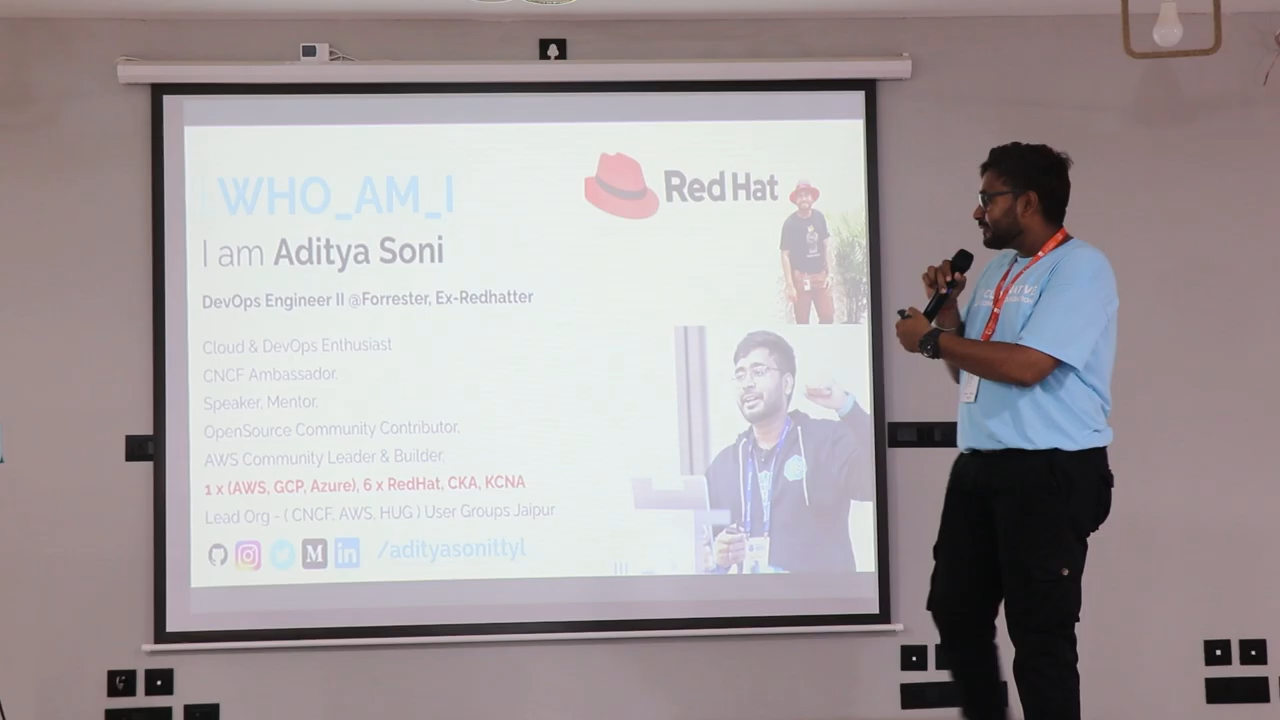 WHO_AM_I
Red Hat
I am Aditya Soni
DevOps Engineer II @Forrester, Ex-Redhatter
Cloud & DevOps Enthusiast
CNCF Ambassador.
Speaker, Mentor.
OpenSource Community Contributor.
AWS Community Leader & Builder.
1 x (AWS, GCP, Azure), 6 x RedHat, CKA, KCNA
Lead Org - ( CNCF, AWS, HUG ) User Groups Jaipur
M in /adityasonittyl